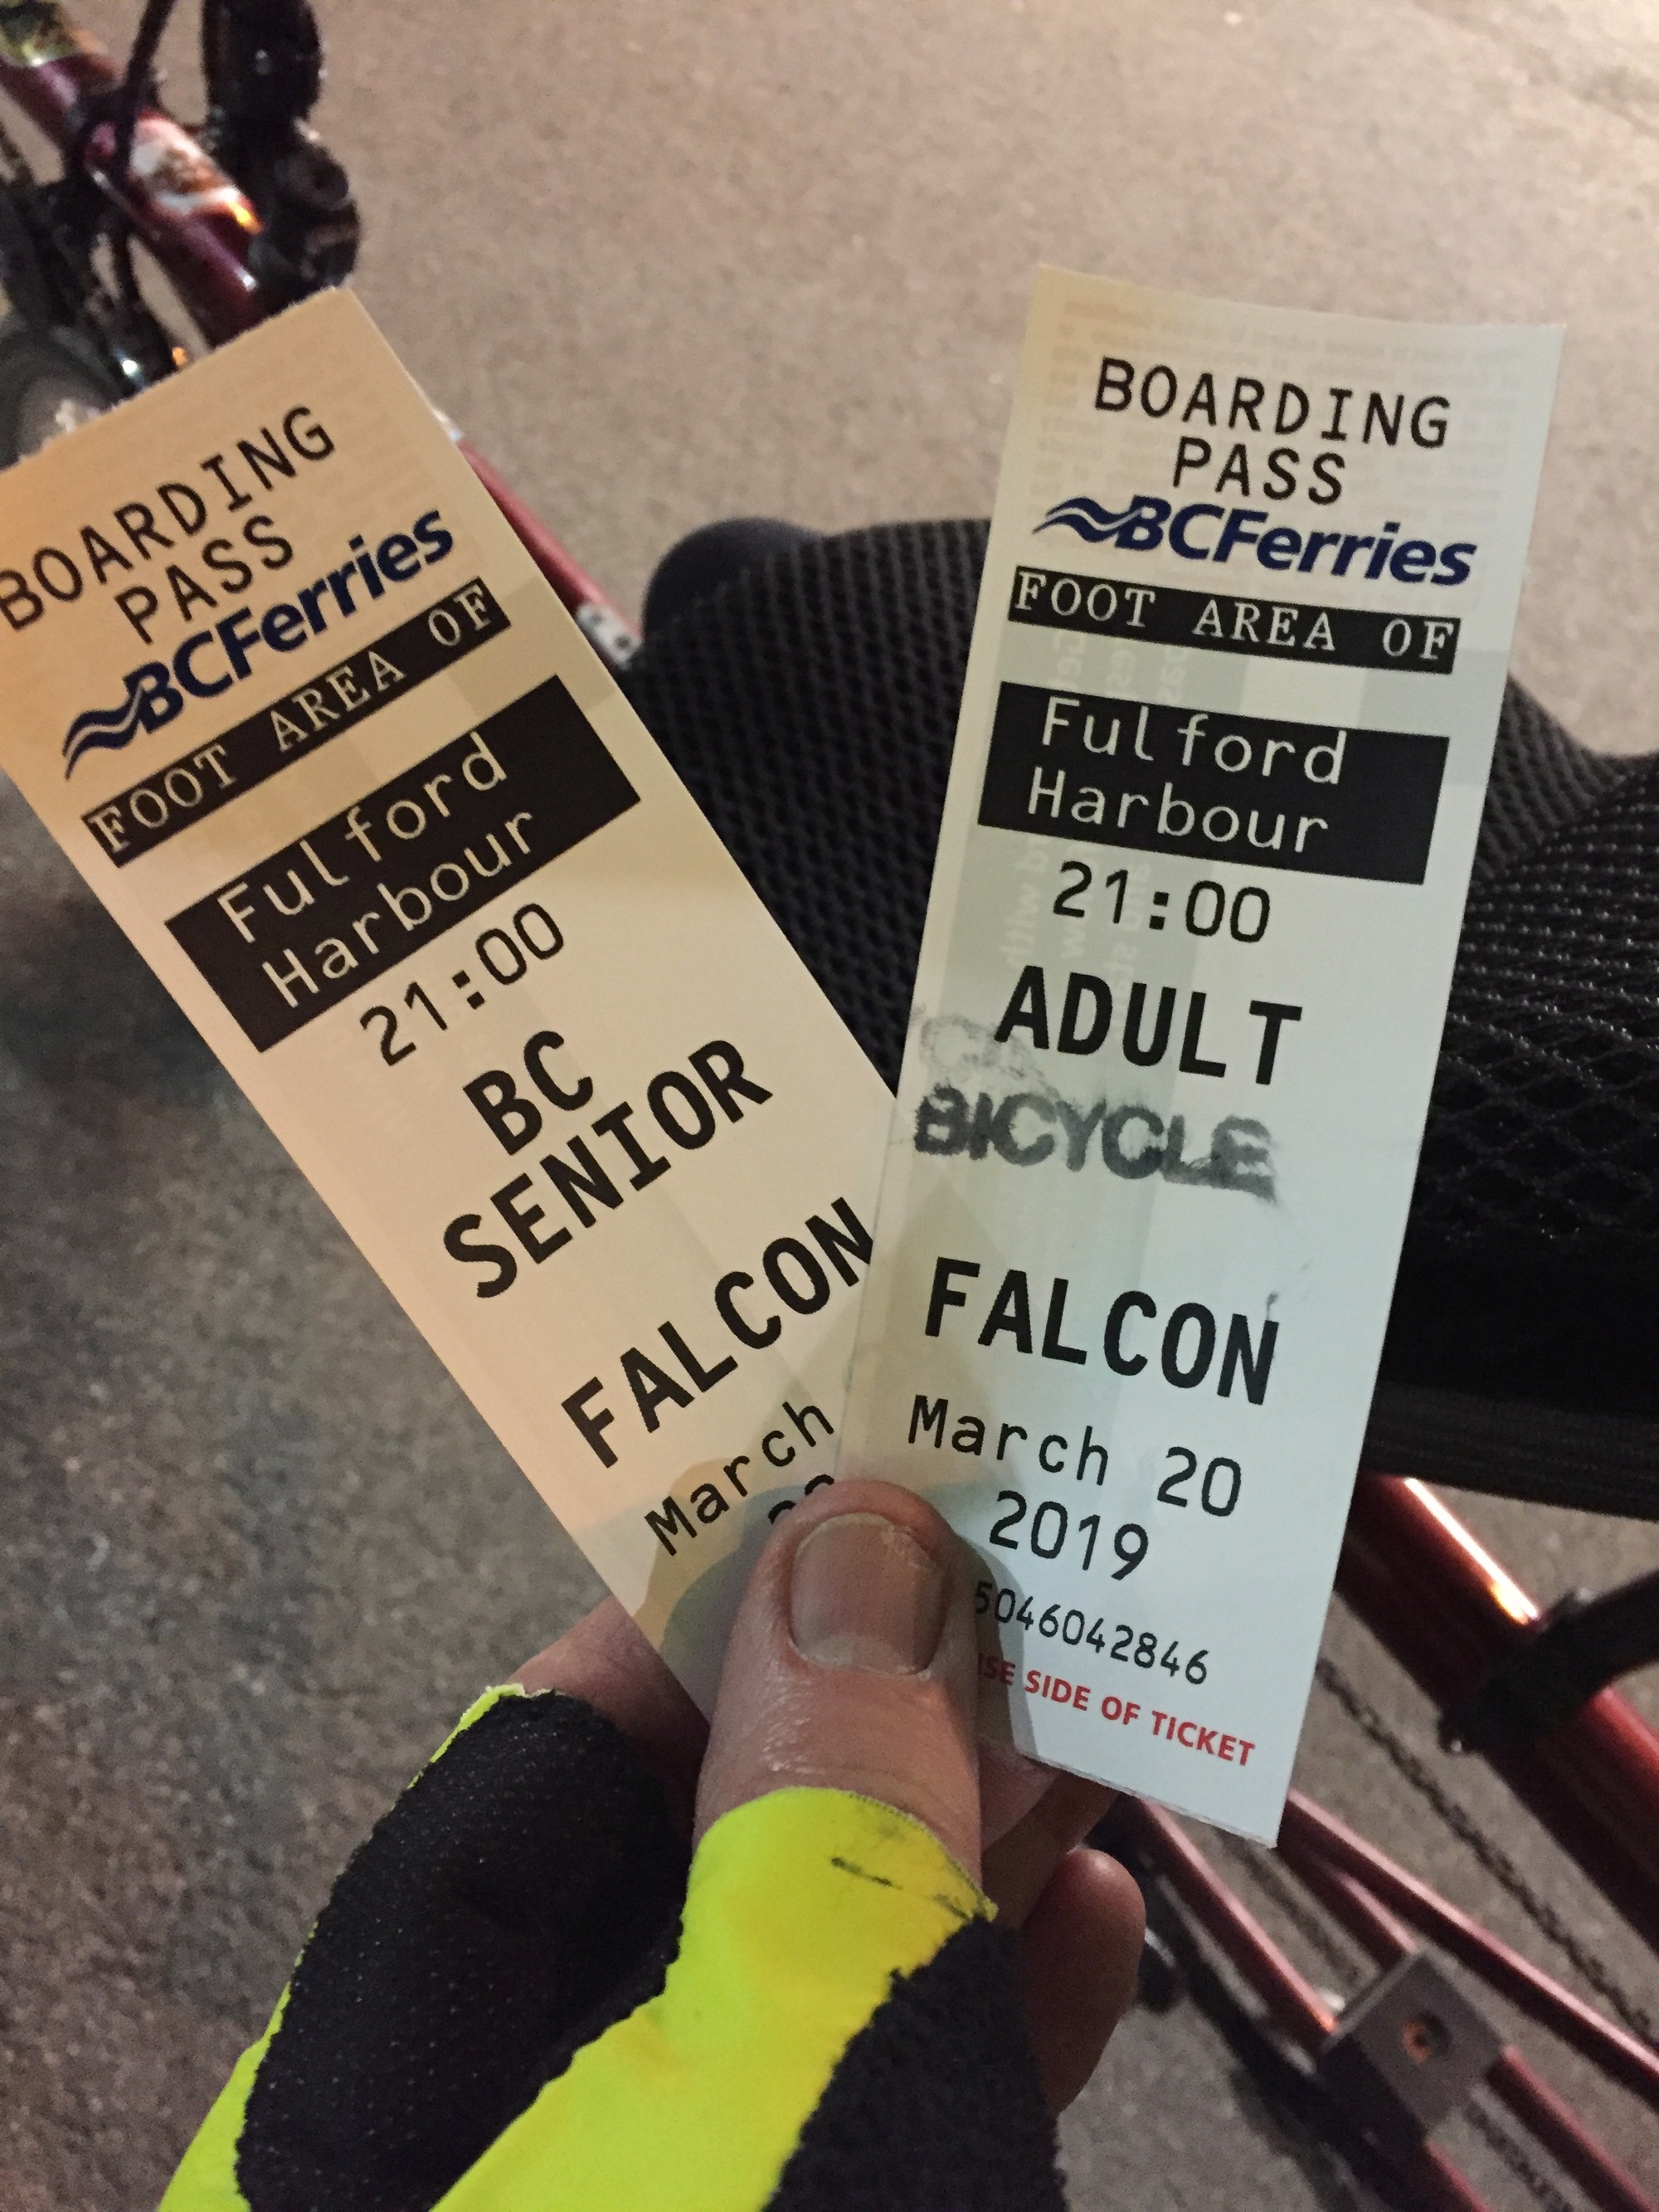 BOARDING
PASS
BCFerries
FOOT AREA OF
Fulford
Harbour
21:00
BC
SENIOR
FALCON
March
BOARDING
PASS
BCFerries
FOOT AREA OF
Fulford
Harbour
21:00
ADULT
BICYCLE
FALCON
March 20
2019
5046042846
SIDE OF TICKET